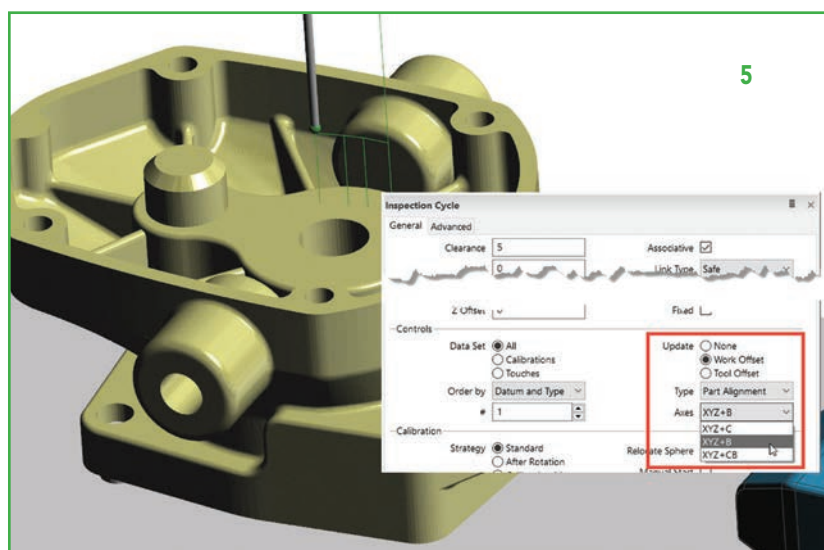 5
Inspection Cycle
General Advanced
Clearance 5 Associative
0 Link Type Safe
Z Offset Fixed
Controls
Data Set All Update None
Calibrations Work Offset
Touches Tool Offset
Order by Datum and Type Type Part Alignment
# 1 Axes XYZ+B
XYZ+C
Calibration XYZ+B
Strategy Standard Relocate Sphere XYZ+CB
After Rotation Manual Start